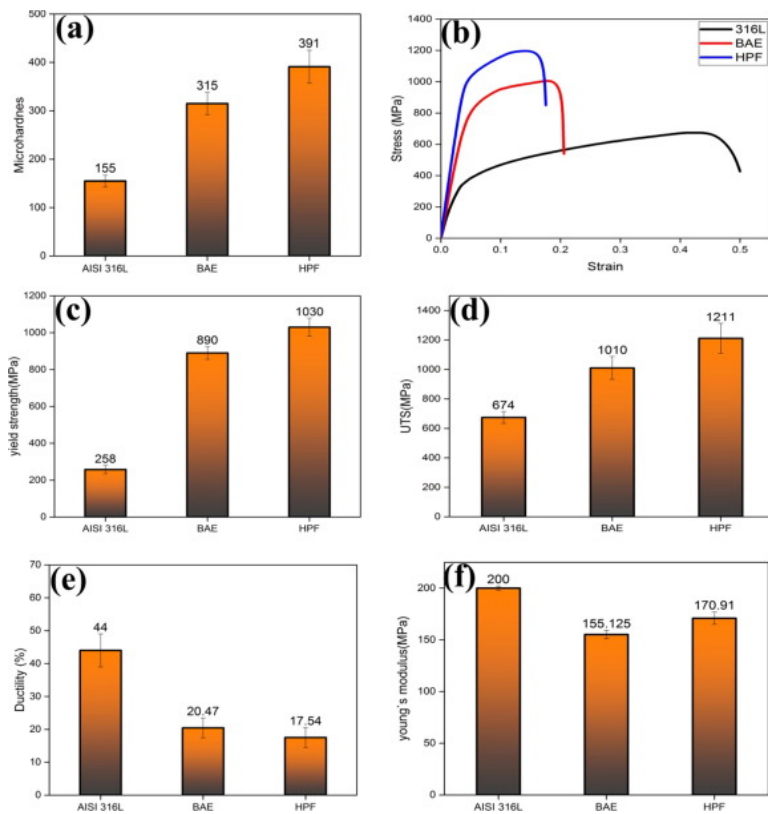 (a)
500
400
300
200
100
0
Microhardnes
155
315
391
AISI 316L BAE HPF
(b)
1400
1200
1000
800
600
400
200
0
Stress (MPa)
316L
BAE
HPF
0.0 0.1 0.2 0.3 0.4 0.5
Strain
(c)
1200
1000
800
600
400
200
0
yield strength(MPa)
258
890
1030
AISI 316L BAE HPF
(d)
1400
1200
1000
800
600
400
200
0
UTS(MPa)
674
1010
1211
AISI 316L BAE HPF
(e)
70
60
50
40
30
20
10
0
Ductility (%)
44
20.47
17.54
AISI 316L BAE HPF
(f)
200
150
200
150
100
50
0
young`s modulus(MPa)
200
155.125
170.91
AISI 316L BAE HPF